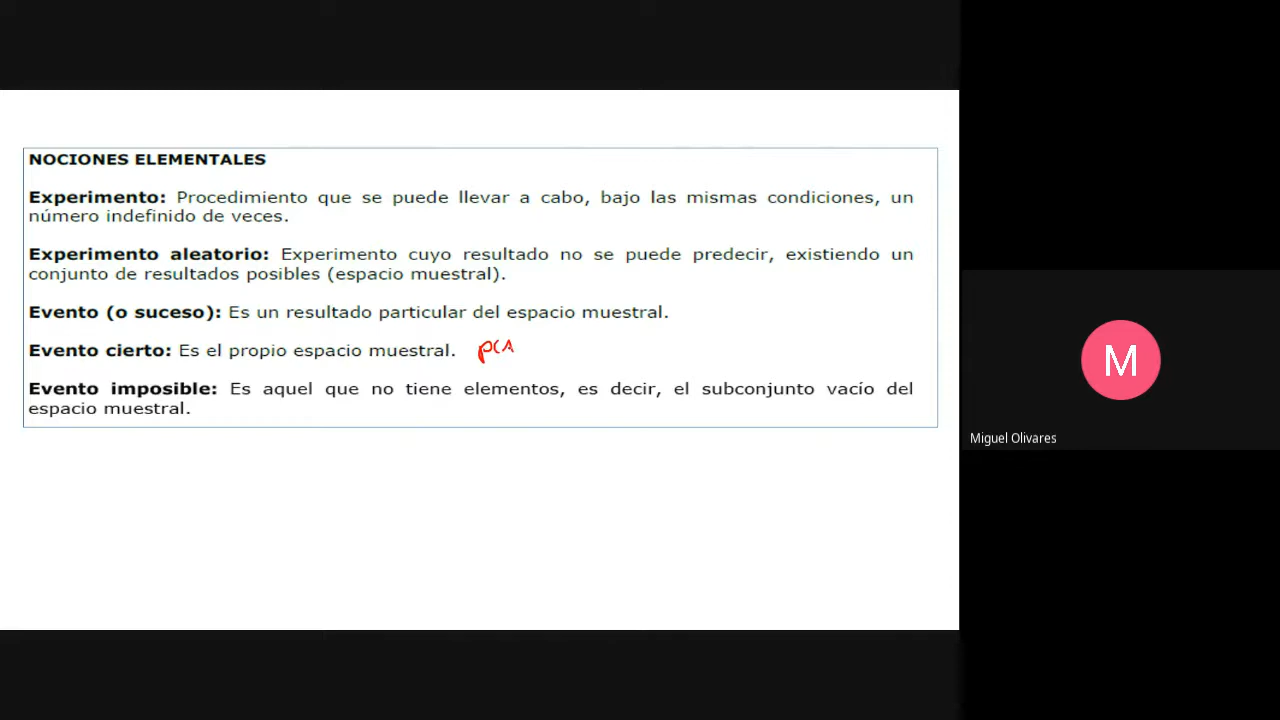 NOCIONES ELEMENTALES
Experimento: Procedimiento que se puede llevar a cabo, bajo las mismas condiciones, un
número indefinido de veces.
Experimento aleatorio: Experimento cuyo resultado no se puede predecir, existiendo un
conjunto de resultados posibles (espacio muestral).
Evento (o suceso): Es un resultado particular del espacio muestral.
Evento cierto: Es el propio espacio muestral. P(A
Evento imposible: Es aquel que no tiene elementos, es decir, el subconjunto vacío del
espacio muestral.
M
Miguel Olivares